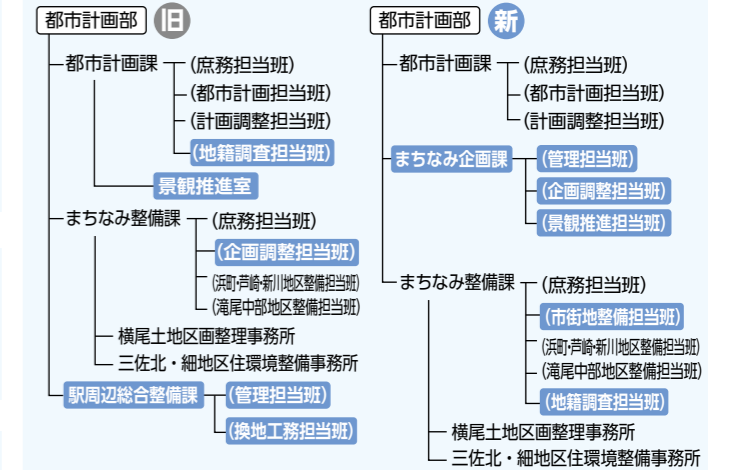 都市計画部 旧
都市計画課 (庶務担当班)
(都市計画担当班)
(計画調整担当班)
(地籍調査担当班)
景観推進室
まちなみ整備課 (庶務担当班)
(企画調整担当班)
(浜町・芦崎・新川地区整備担当班)
(滝尾中部地区整備担当班)
横尾土地区画整理事務所
三佐北・細地区住環境整備事務所
駅周辺総合整備課 (管理担当班)
(換地工務担当班)
都市計画部 新
都市計画課 (庶務担当班)
(都市計画担当班)
(計画調整担当班)
まちなみ企画課 (管理担当班)
(企画調整担当班)
(景観推進担当班)
まちなみ整備課 (庶務担当班)
(市街地整備担当班)
(浜町・芦崎・新川地区整備担当班)
(滝尾中部地区整備担当班)
(地籍調査担当班)
横尾土地区画整理事務所
三佐北・細地区住環境整備事務所